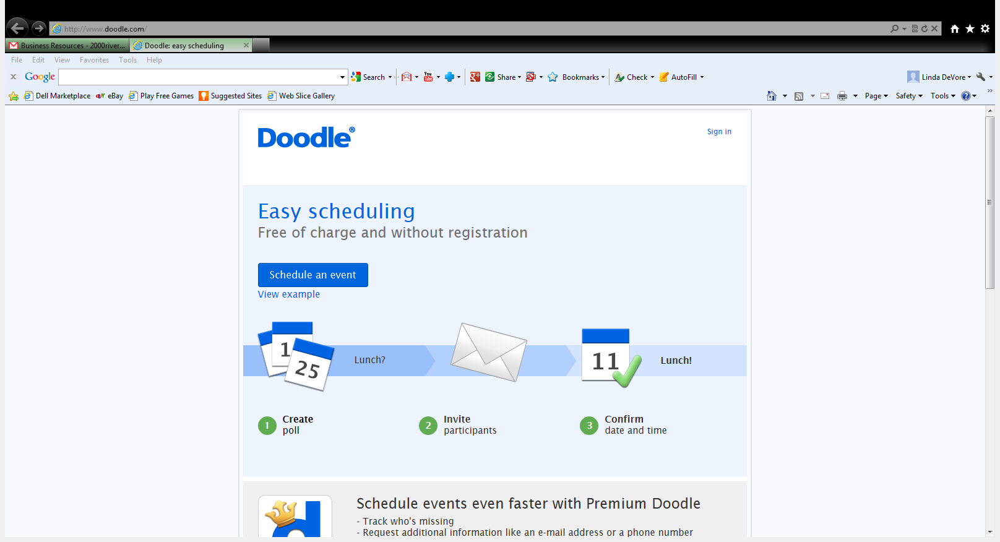 http://www.doodle.com/
Business Resources - 2000river...
Doodle: easy scheduling
File Edit View Favorites Tools Help
x Google Search Share Bookmarks Check AutoFill Linda DeVore
Dell Marketplace eBay Play Free Games Suggested Sites Web Slice Gallery Page Safety Tools
Doodle®
Sign in
Easy scheduling
Free of charge and without registration
Schedule an event
View example
1
25
Lunch?
11
Lunch!
1 Create
poll
2 Invite
participants
3 Confirm
date and time
Schedule events even faster with Premium Doodle
- Track who's missing
- Request additional information like an e-mail address or a phone number